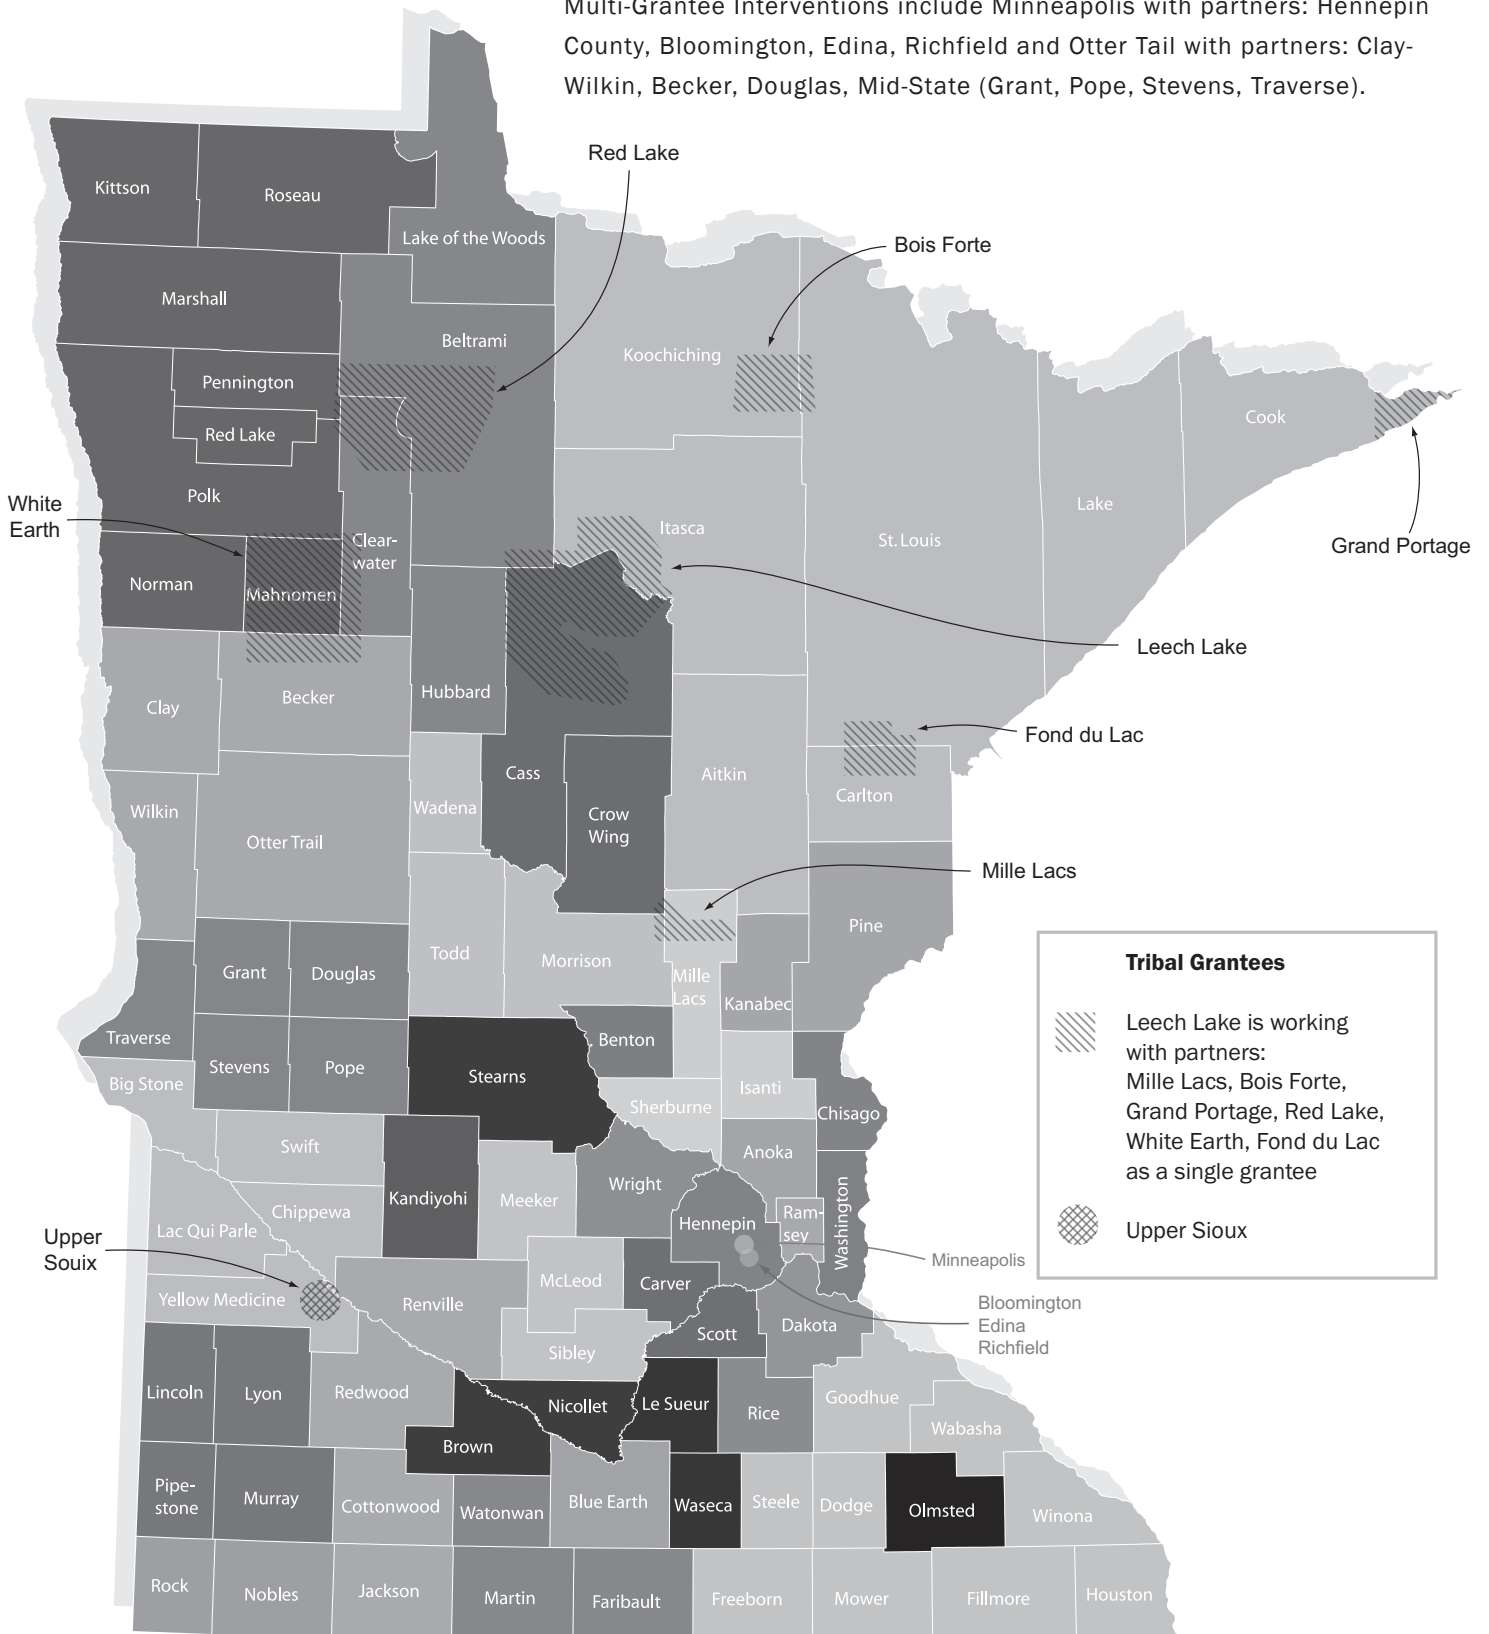 Multi-Grantee Interventions include Minneapolis with partners: Hennepin
County, Bloomington, Edina, Richfield and Otter Tail with partners: Clay-
Wilkin, Becker, Douglas, Mid-State (Grant, Pope, Stevens, Traverse).
Red Lake
Kittson
Roseau
Lake of the Woods
Bois Forte
Marshall
Beltrami
Koochiching
Pennington
Red Lake
Cook
Polk
White
Earth
Clear-
water
Itasca
St. Louis
Lake
Grand Portage
Norman
Mahnomen
Leech Lake
Clay
Becker
Hubbard
Fond du Lac
Wilkin
Otter Trail
Wadena
Cass
Crow
Wing
Aitkin
Carlton
Mille Lacs
Pine
Grant
Douglas
Todd
Morrison
Mille
Lacs
Kanabec
Traverse
Stevens
Pope
Stearns
Benton
Big Stone
Isanti
Sherburne
Chisago
Swift
Kandiyohi
Meeker
Wright
Anoka
Chippewa
Lac Qui Parle
Hennepin
Ram-
sey
Washington
Minneapolis
Upper
Souix
Yellow Medicine
Renville
McLeod
Carver
Scott
Dakota
Bloomington
Edina
Richfield
Sibley
Lincoln
Lyon
Redwood
Brown
Nicollet
Le Sueur
Rice
Goodhue
Wabasha
Pipe-
stone
Murray
Cottonwood
Watonwan
Blue Earth
Waseca
Steele
Dodge
Olmsted
Winona
Rock
Nobles
Jackson
Martin
Faribault
Freeborn
Mower
Fillmore
Houston
Tribal Grantees
Leech Lake is working
with partners:
Mille Lacs, Bois Forte,
Grand Portage, Red Lake,
White Earth, Fond du Lac
as a single grantee
Upper Sioux